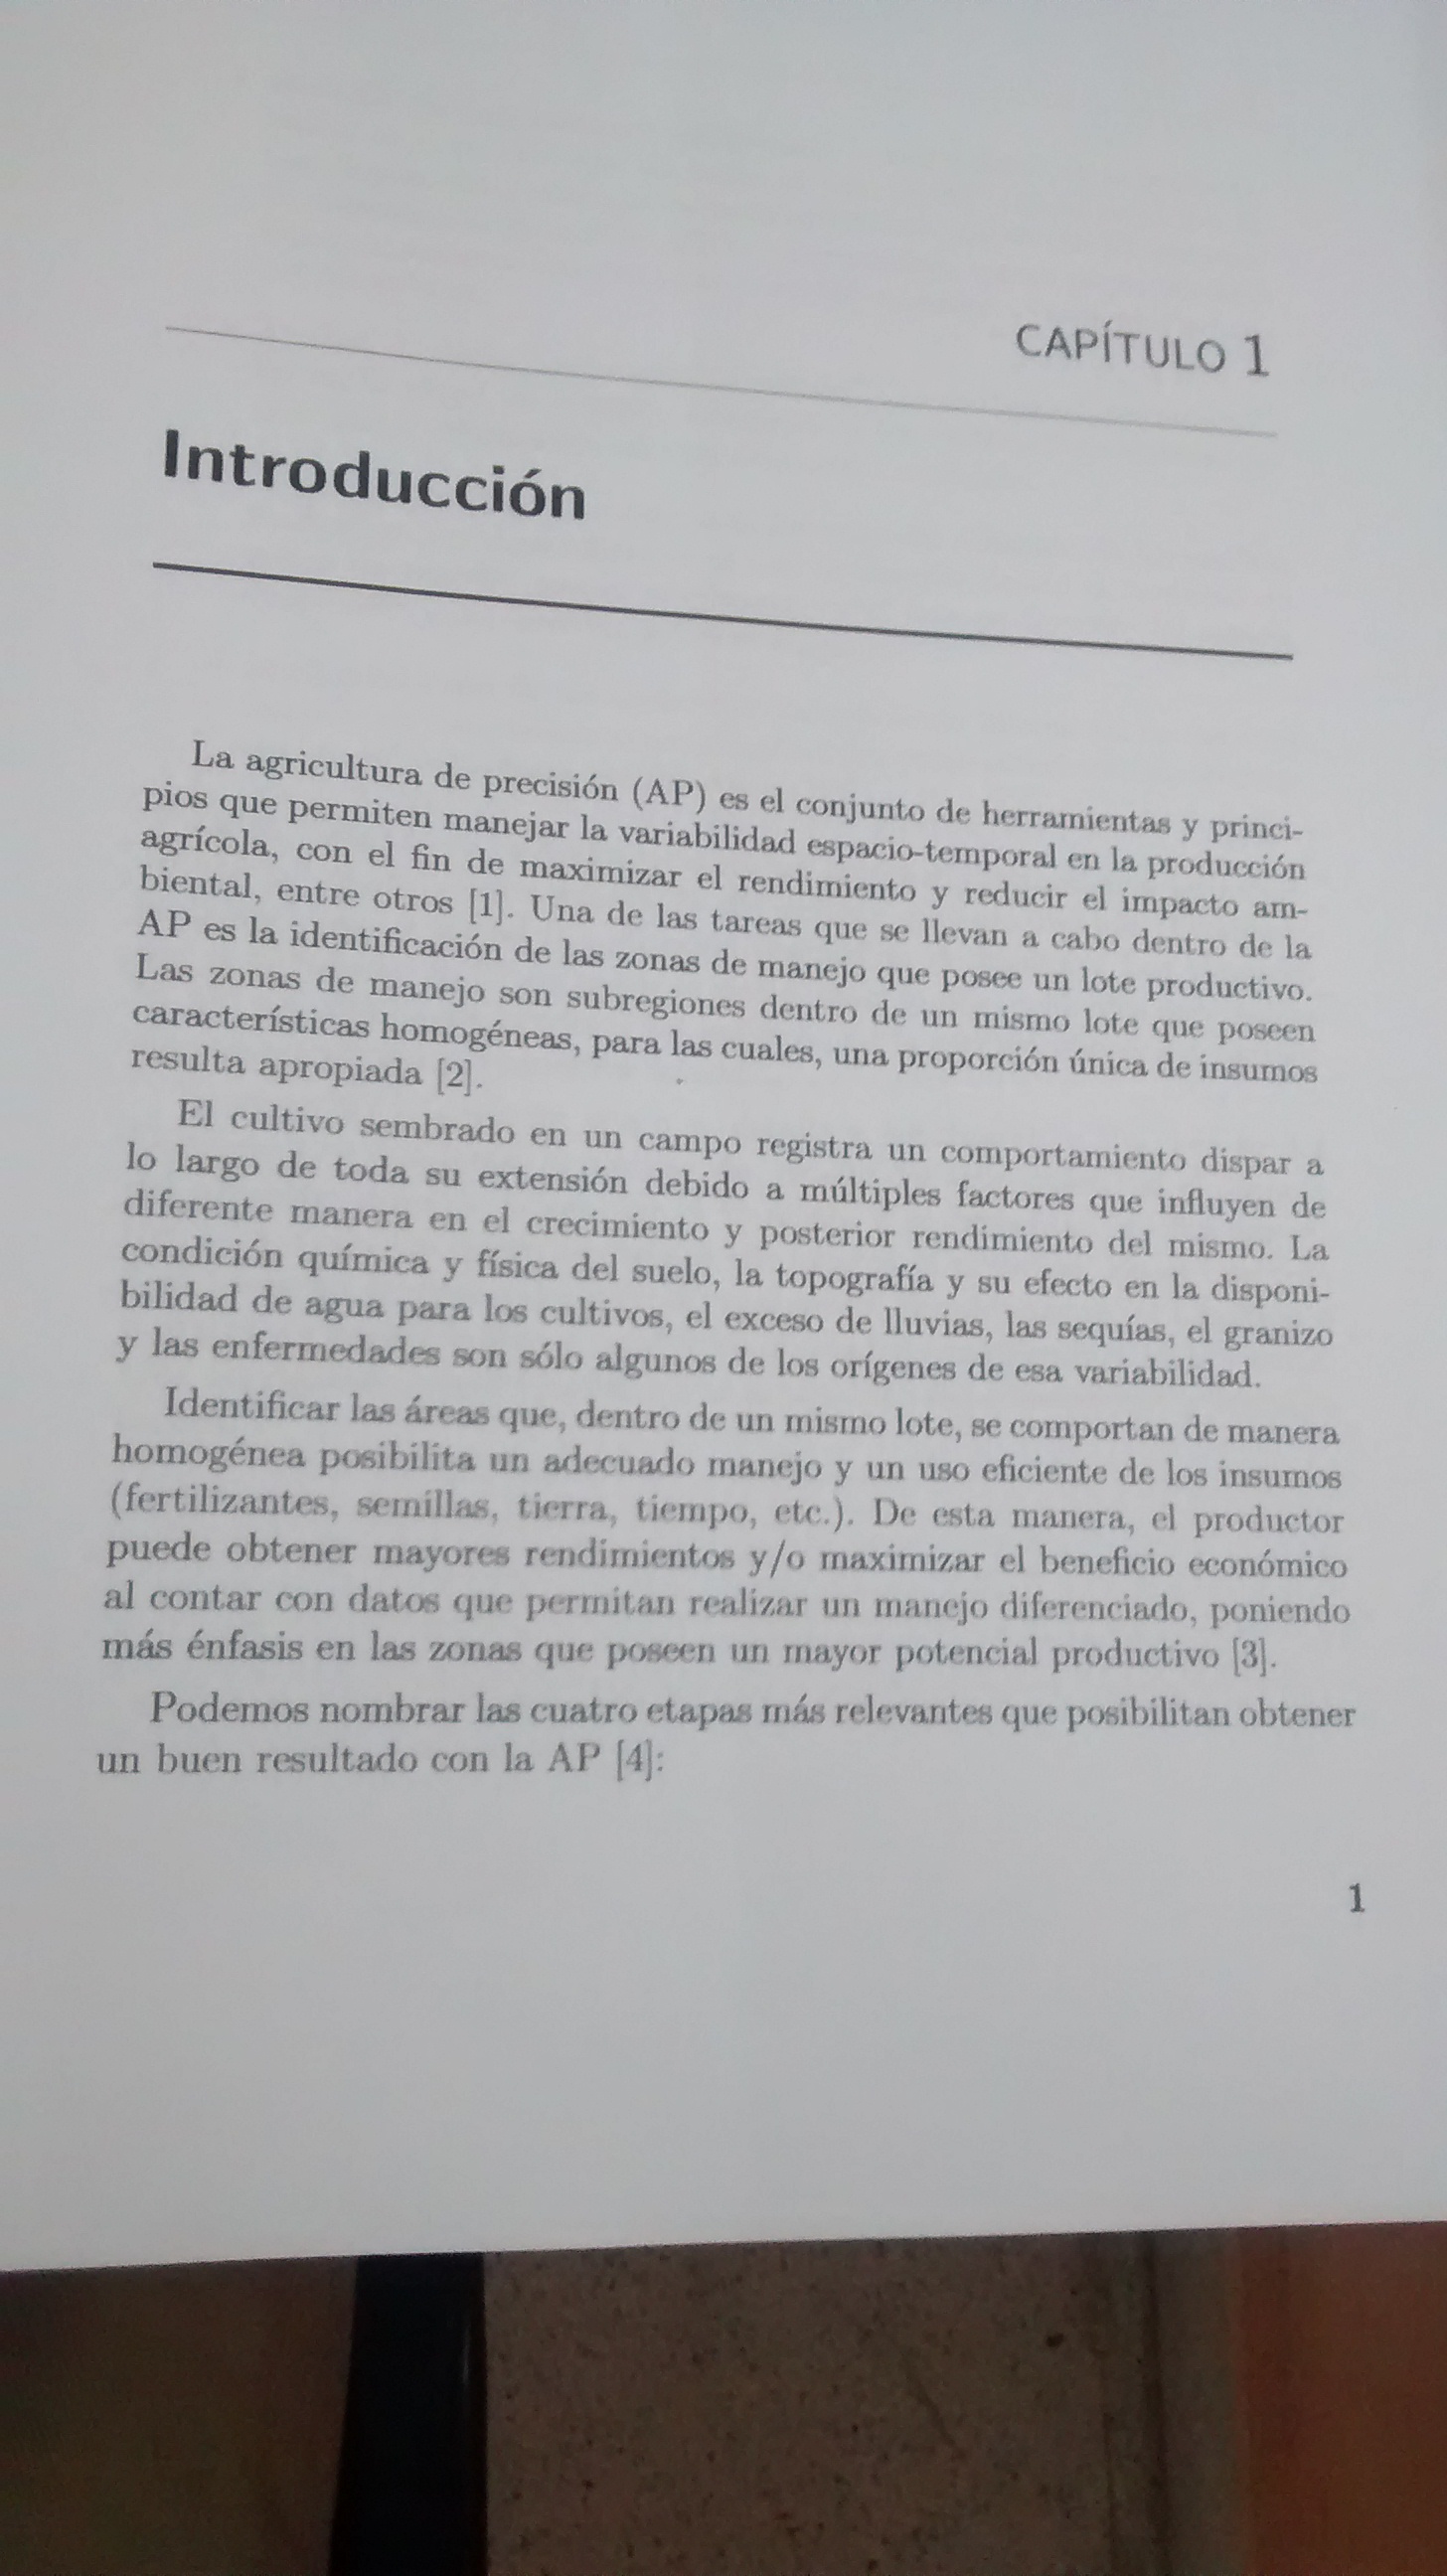 CAPÍTULO 1
Introducción
La agricultura de precisión (AP) es el conjunto de herramientas y princi-
pios que permiten manejar la variabilidad espacio-temporal en la producción
agrícola, con el fin de maximizar el rendimiento y reducir el impacto am-
biental, entre otros [1]. Una de las tareas que se llevan a cabo dentro de la
AP es la identificación de las zonas de manejo que posee un lote productivo.
Las zonas de manejo son subregiones dentro de un mismo lote que poseen
características homogéneas, para las cuales, una proporción única de insumos
resulta apropiada [2].
El cultivo sembrado en un campo registra un comportamiento dispar a
lo largo de toda su extensión debido a múltiples factores que influyen de
diferente manera en el crecimiento y posterior rendimiento del mismo. La
condición química y física del suelo, la topografía y su efecto en la disponi-
bilidad de agua para los cultivos, el exceso de lluvias, las sequías, el granizo
y las enfermedades son sólo algunos de los orígenes de esa variabilidad.
Identificar las áreas que, dentro de un mismo lote, se comportan de manera
homogénea posibilita un adecuado manejo y un uso eficiente de los insumos
(fertilizantes, semillas, tierra, tiempo, etc.). De esta manera, el productor
puede obtener mayores rendimientos y/o maximizar el beneficio económico
al contar con datos que permitan realizar un manejo diferenciado, poniendo
más énfasis en las zonas que poseen un mayor potencial productivo [3].
Podemos nombrar las cuatro etapas más relevantes que posibilitan obtener
un buen resultado con la AP [4]:
1